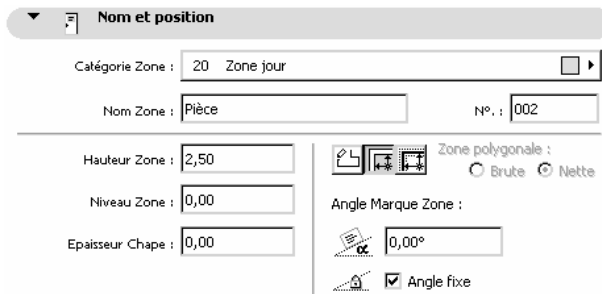 Nom et position
Catégorie Zone : 20 Zone jour
Nom Zone : Pièce N°. : 002
Hauteur Zone : 2,50 Zone polygonale :
Brute Nette
Niveau Zone : 0,00 Angle Marque Zone :
Epaisseur Chape : 0,00 α 0,00°
Angle fixe